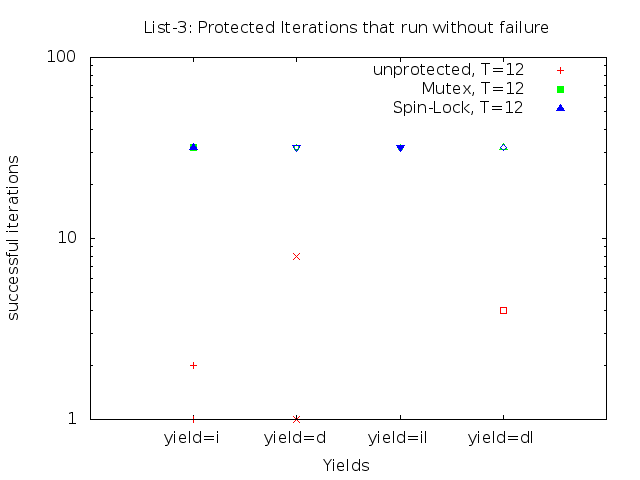 List-3: Protected Iterations that run without failure
100
unprotected, T=12
Mutex, T=12
Spin-Lock, T=12
successful iterations
10
1
yield=i yield=d yield=il yield=dl
Yields